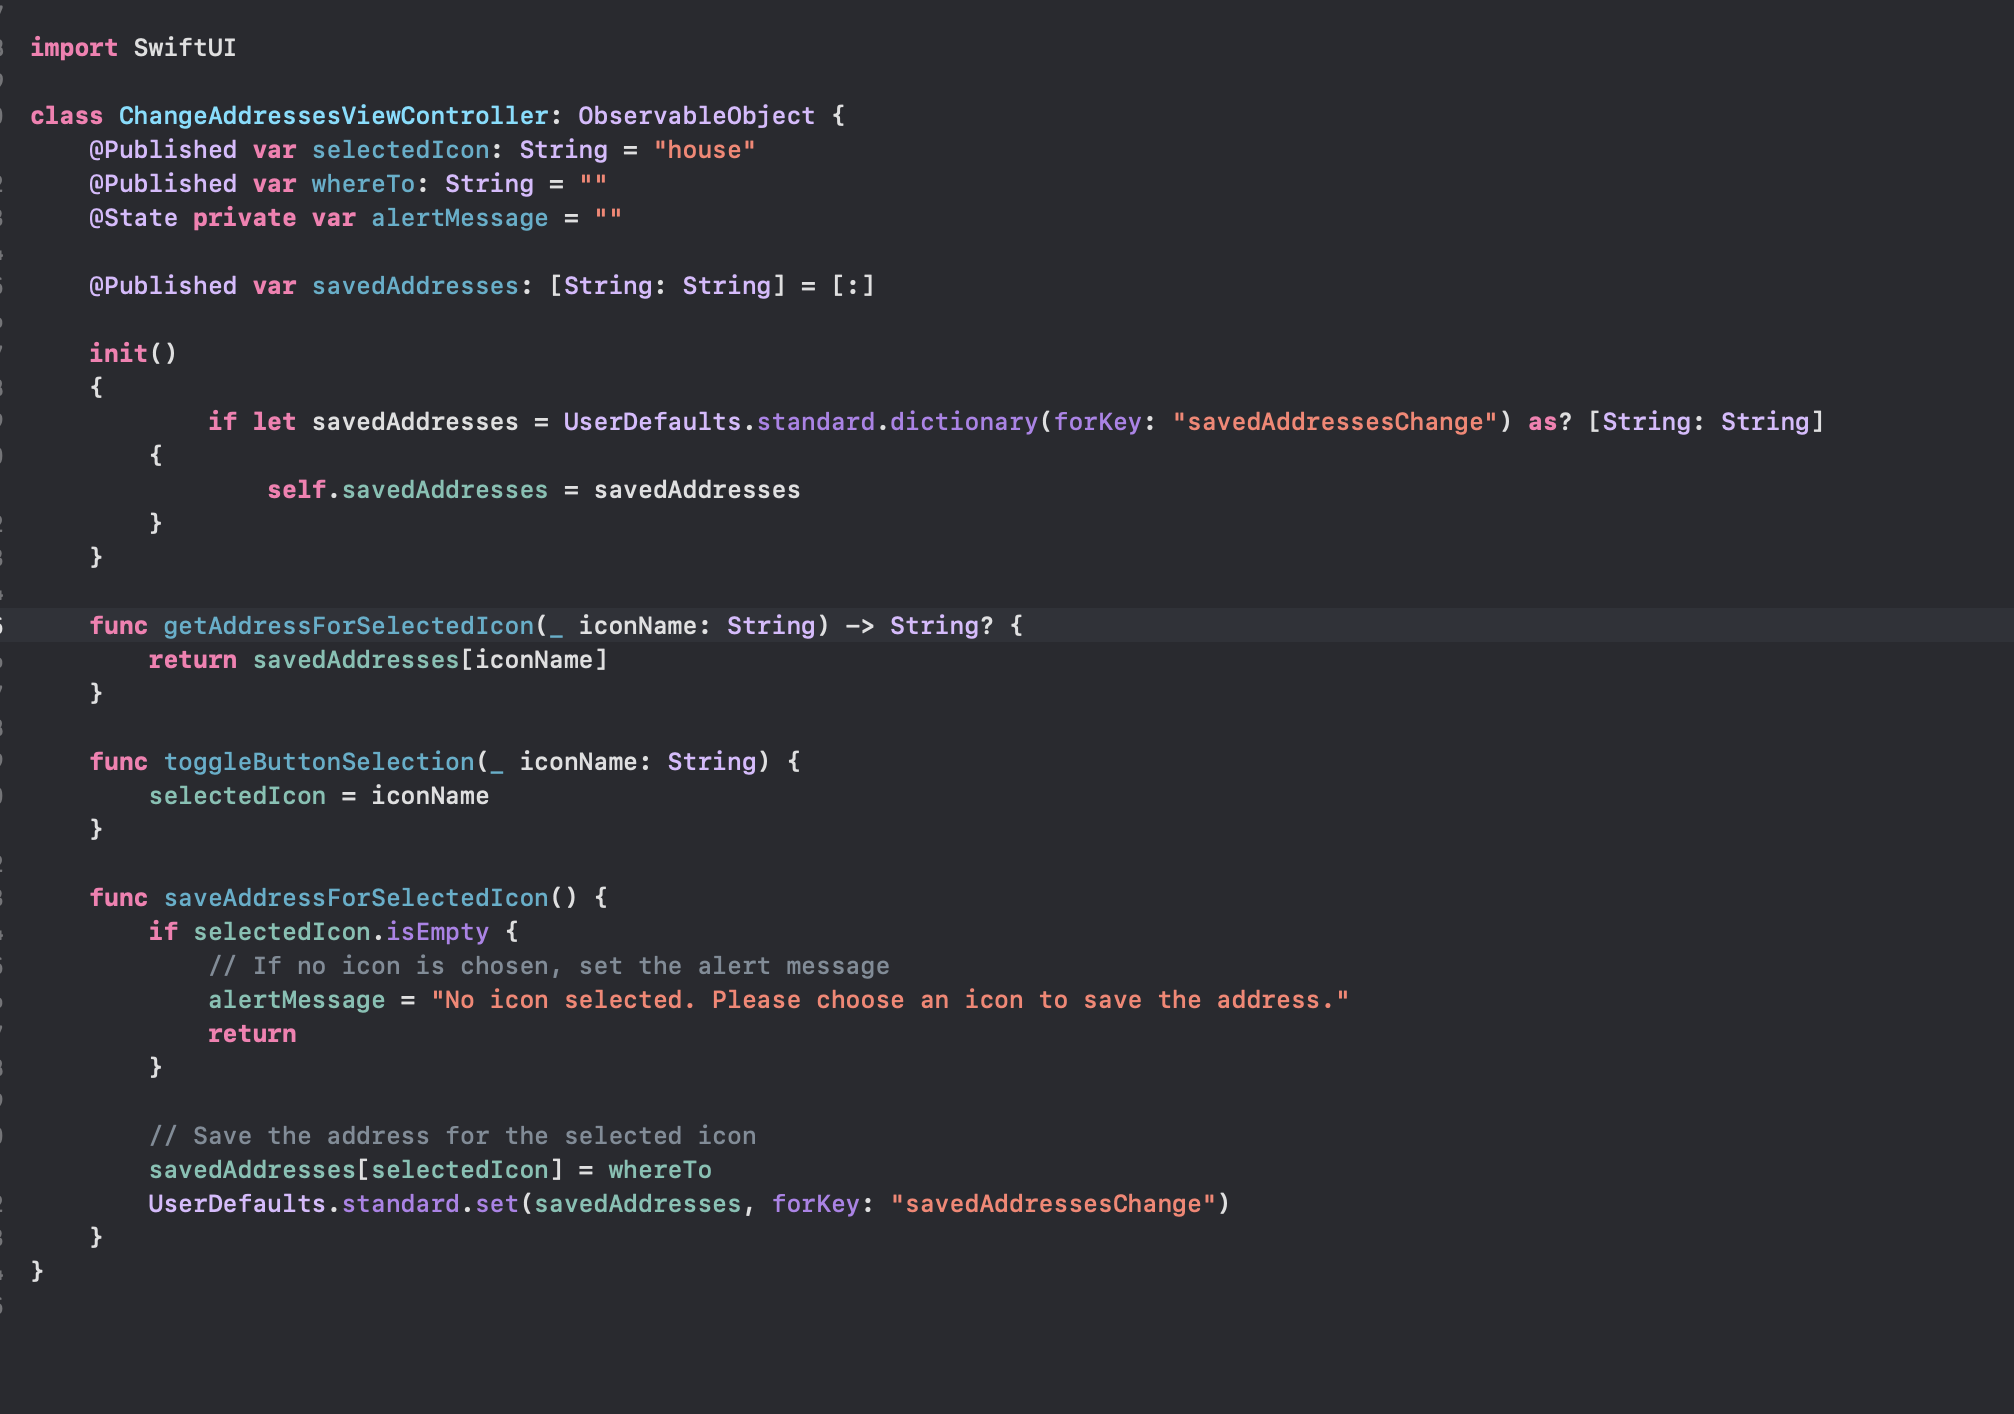 import SwiftUI
class ChangeAddressesViewController: ObservableObject {
    @Published var selectedIcon: String = "house"
    @Published var whereTo: String = ""
    @State private var alertMessage = ""
    @Published var savedAddresses: [String: String] = [:]
    init()
    {
            if let savedAddresses = UserDefaults.standard.dictionary(forKey: "savedAddressesChange") as? [String: String]
        {
                self.savedAddresses = savedAddresses
        }
    }
    func getAddressForSelectedIcon(_ iconName: String) -> String? {
        return savedAddresses[iconName]
    }
    func toggleButtonSelection(_ iconName: String) {
        selectedIcon = iconName
    }
    func saveAddressForSelectedIcon() {
        if selectedIcon.isEmpty {
            // If no icon is chosen, set the alert message
            alertMessage = "No icon selected. Please choose an icon to save the address."
            return
        }
        // Save the address for the selected icon
        savedAddresses[selectedIcon] = whereTo
        UserDefaults.standard.set(savedAddresses, forKey: "savedAddressesChange")
    }
}